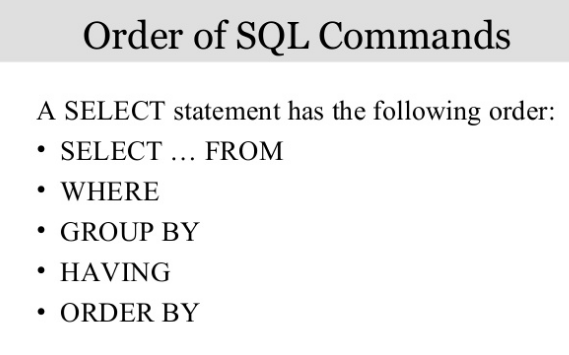 Order of SQL Commands
A SELECT statement has the following order:
• SELECT … FROM
• WHERE
• GROUP BY
• HAVING
• ORDER BY